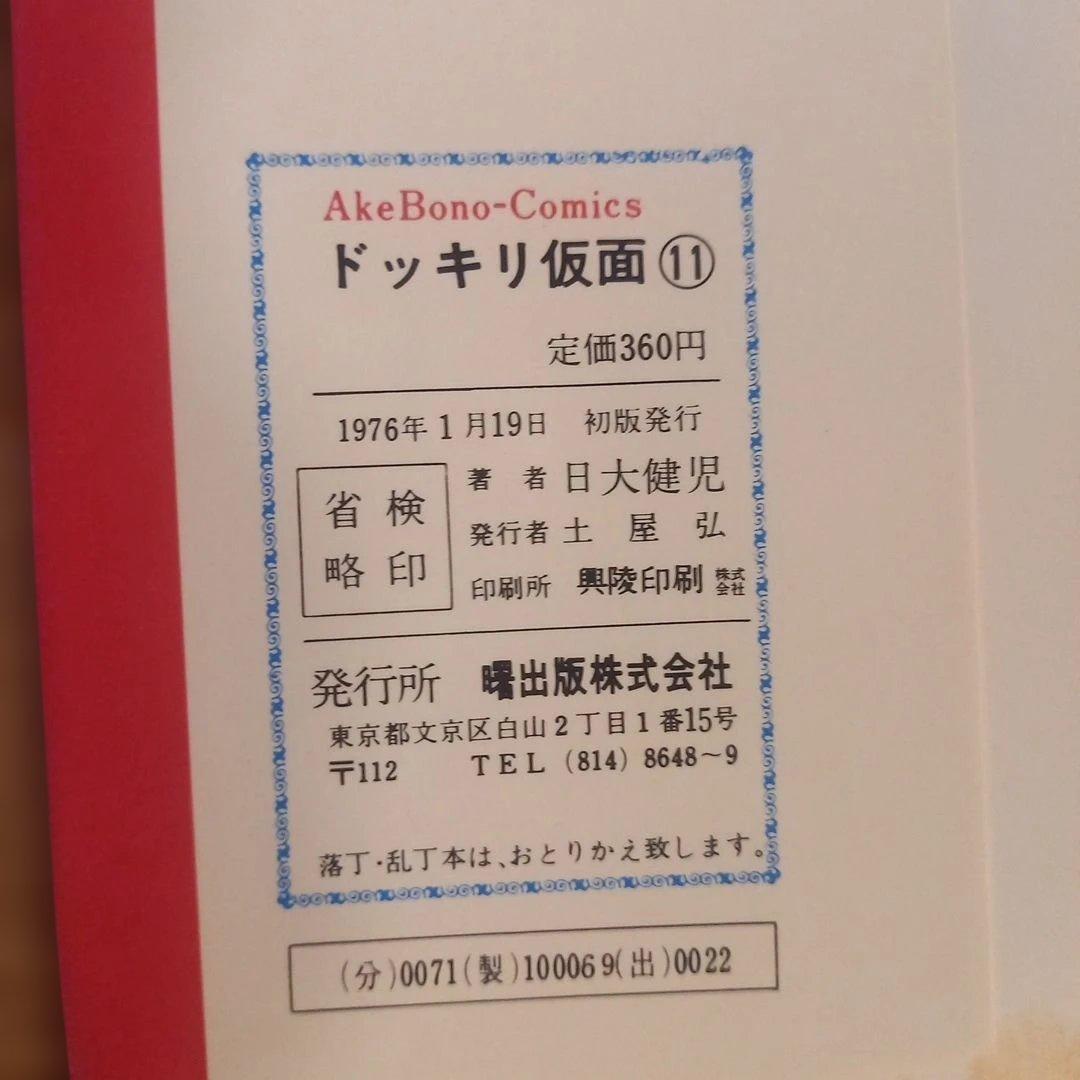 AkeBono-Comics
ドッキリ仮面⑪
定価360円
1976年1月19日 初版発行
検印
省略
著者 日大健児
発行者 土屋弘
印刷所 興陵印刷株式会社
発行所 曙出版株式会社
東京都文京区白山2丁目1番15号
〒112 TEL (814) 8648〜9
落丁・乱丁本は、おとりかえ致します。
(分)0071(製)100069(出)0022